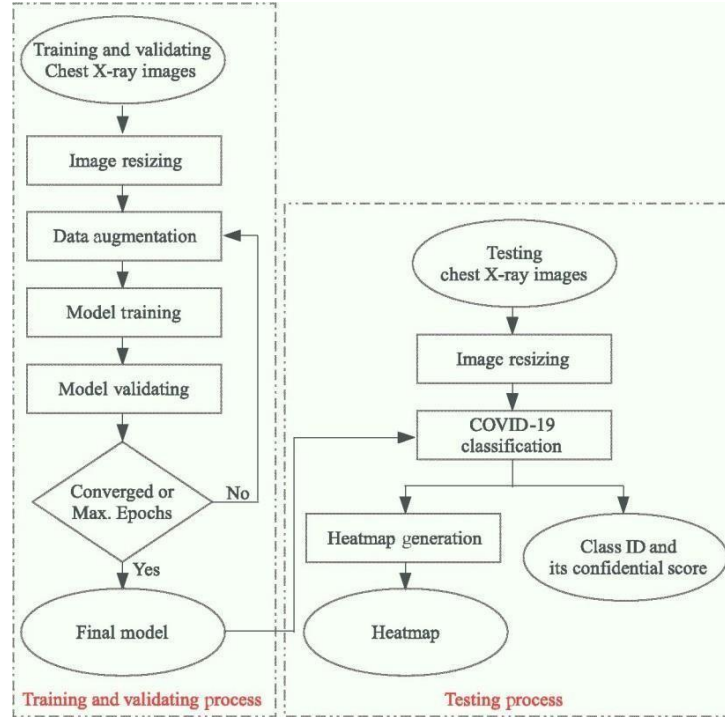 Training and validating
Chest X-ray images
Image resizing
Data augmentation
Model training
Model validating
Converged or
Max. Epochs
No
Yes
Final model
Training and validating process
Testing
chest X-ray images
Image resizing
COVID-19
classification
Heatmap generation
Class ID and
its confidential score
Heatmap
Testing process